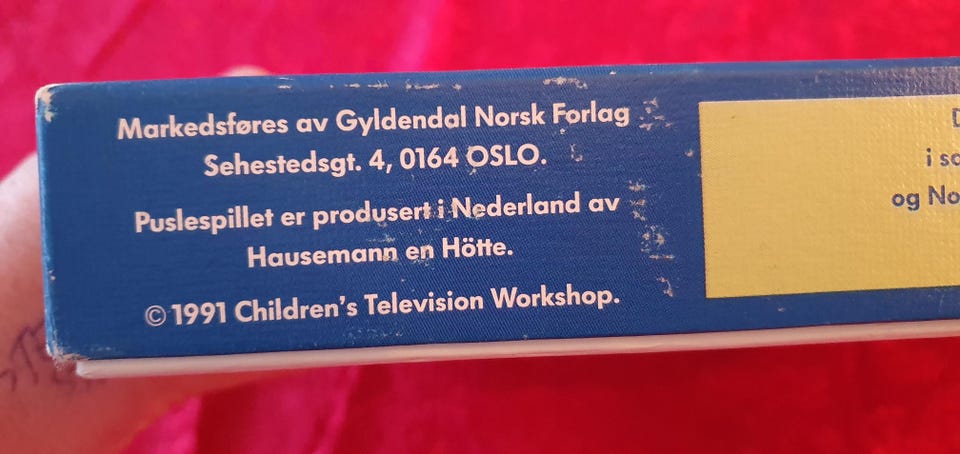 Markedsføres av Gyldendal Norsk Forlag
Sehestedsgt. 4, 0164 OSLO.
Puslespillet er produsert i Nederland av
Hausemann en Hötte.
©1991 Children's Television Workshop.
i
og